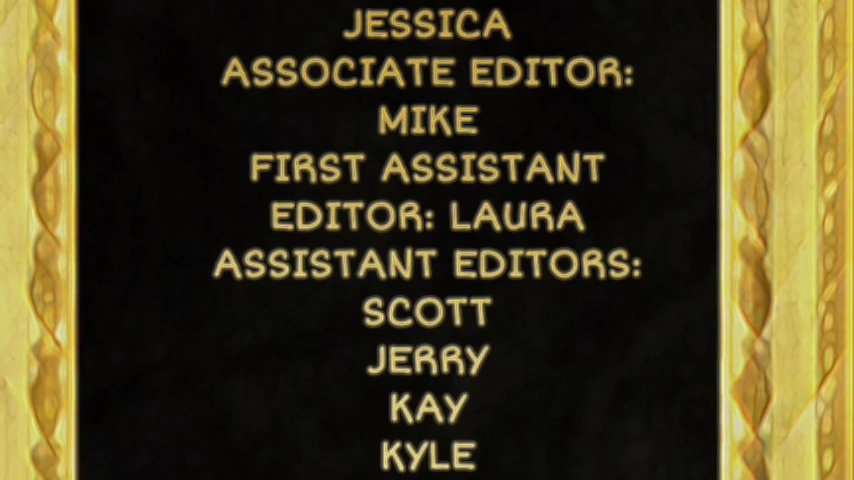 JESSICA
ASSOCIATE EDITOR:
MIKE
FIRST ASSISTANT
EDITOR: LAURA
ASSISTANT EDITORS:
SCOTT
JERRY
KAY
KYLE